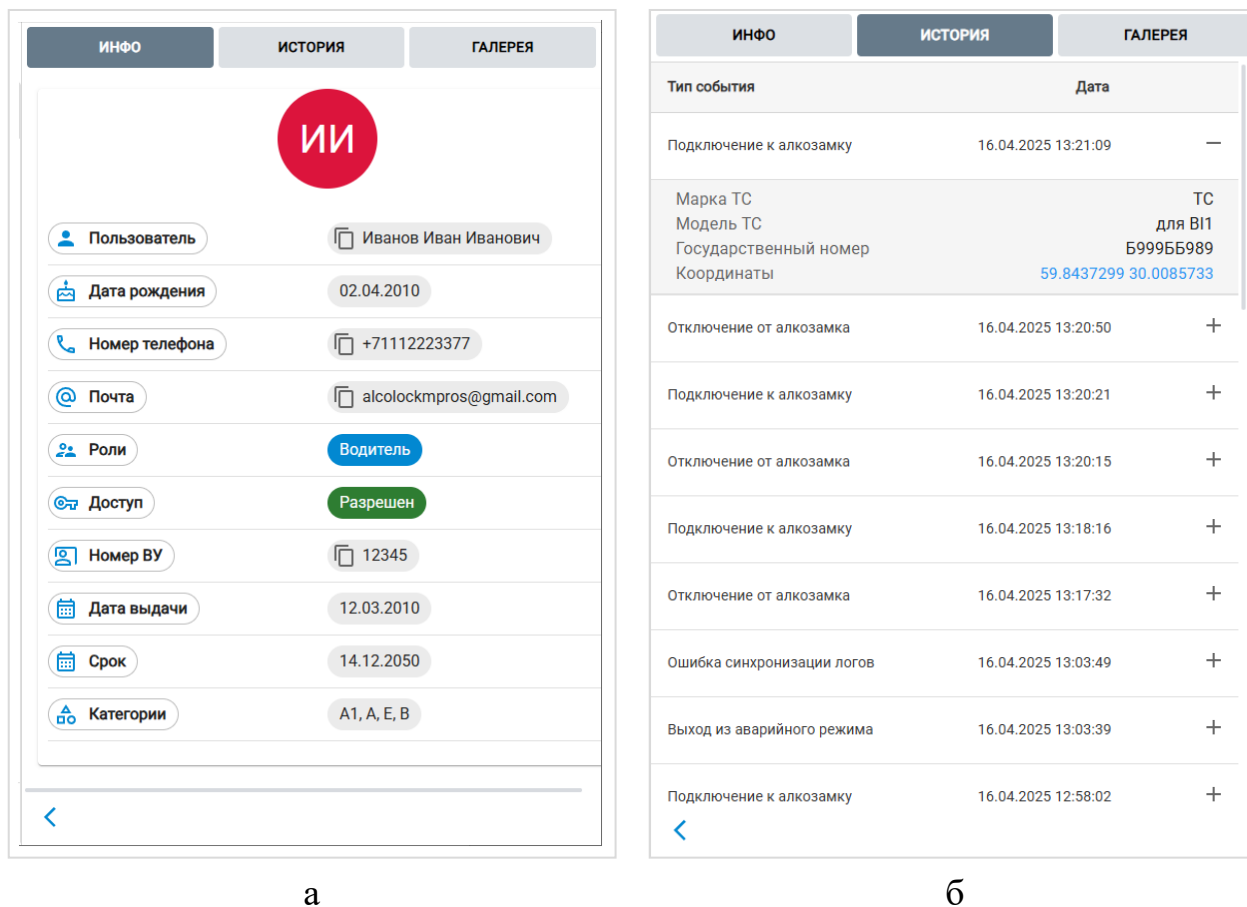 ИНФО ИСТОРИЯ ГАЛЕРЕЯ
ИИ
Пользователь Иванов Иван Иванович
Дата рождения 02.04.2010
Номер телефона +71112223377
Почта alcolockmpros@gmail.com
Роли Водитель
Доступ Разрешен
Номер ВУ 12345
Дата выдачи 12.03.2010
Срок 14.12.2050
Категории A1, A, E, B
а
ИНФО ИСТОРИЯ ГАЛЕРЕЯ
Тип события Дата
Подключение к алкозамку 16.04.2025 13:21:09
Марка ТС ТС
Модель ТС для BI1
Государственный номер Б999ББ989
Координаты 59.8437299 30.0085733
Отключение от алкозамка 16.04.2025 13:20:50
Подключение к алкозамку 16.04.2025 13:20:21
Отключение от алкозамка 16.04.2025 13:20:15
Подключение к алкозамку 16.04.2025 13:18:16
Отключение от алкозамка 16.04.2025 13:17:32
Ошибка синхронизации логов 16.04.2025 13:03:49
Выход из аварийного режима 16.04.2025 13:03:39
Подключение к алкозамку 16.04.2025 12:58:02
б